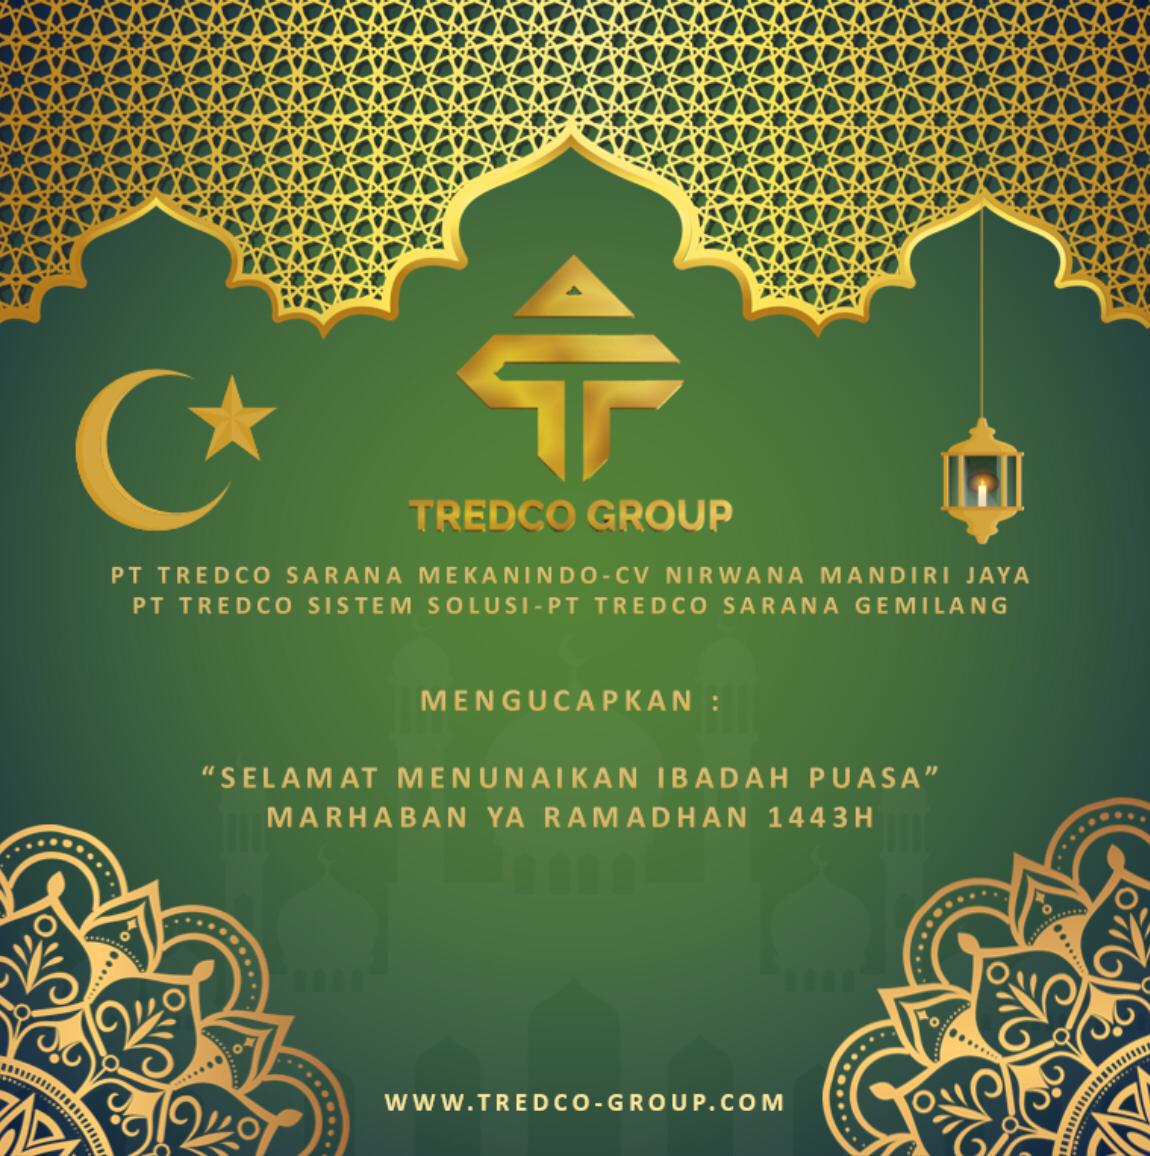 TREDCO GROUP
PT TREDCO SARANA MEKANINDO-CV NIRWANA MANDIRI JAYA
PT TREDCO SISTEM SOLUSI-PT TREDCO SARANA GEMILANG
MENGUCAPKAN :
“SELAMAT MENUNAIKAN IBADAH PUASA”
MARHABAN YA RAMADHAN 1443H
WWW.TREDCO-GROUP.COM